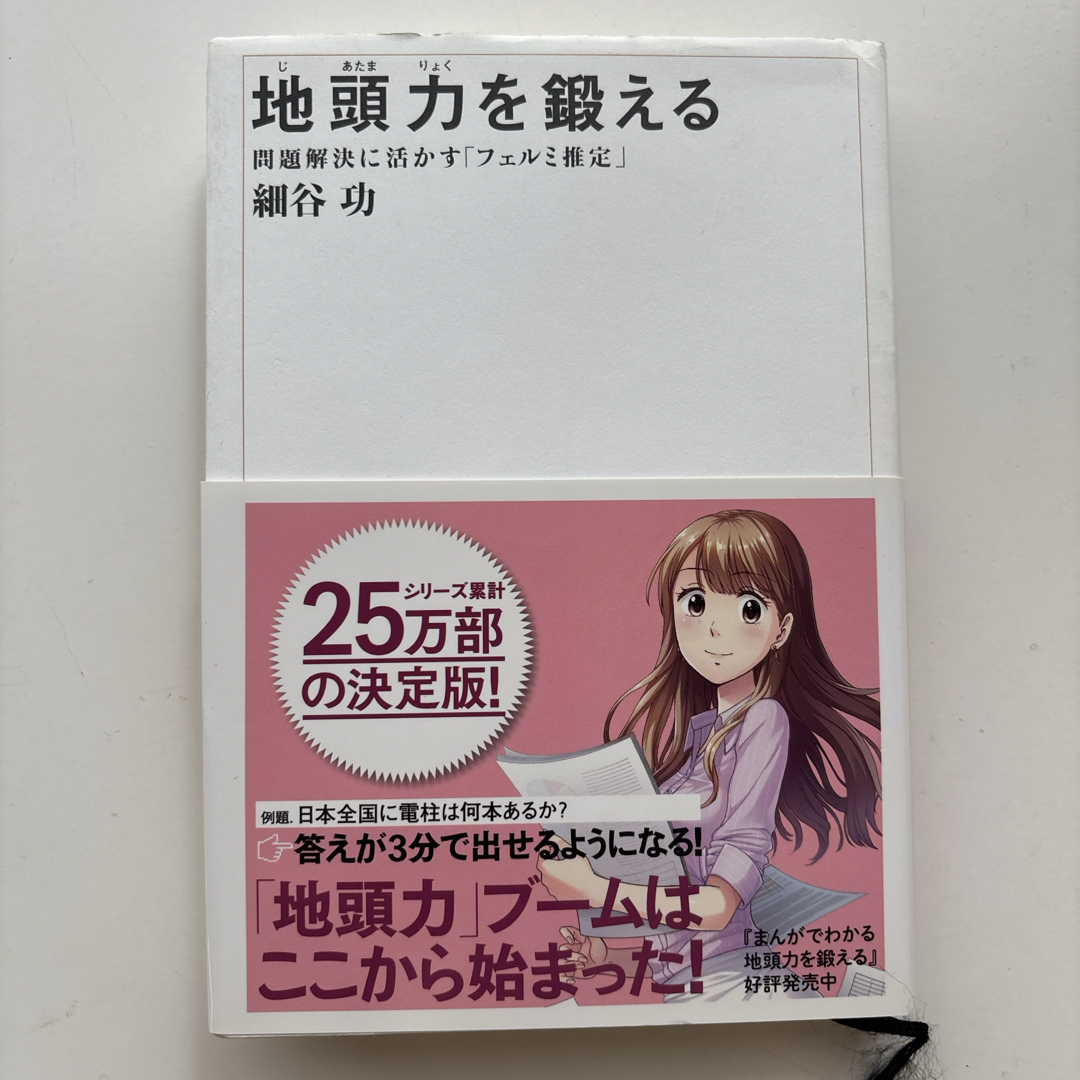 じ あたま りょく
地頭力を鍛える
問題解決に活かす「フェルミ推定」
細谷 功
シリーズ累計
25万部
の決定版!
例題. 日本全国に電柱は何本あるか?
答えが3分で出せるようになる!
「地頭力」ブームは
ここから始まった!
『まんがでわかる
地頭力を鍛える』
好評発売中